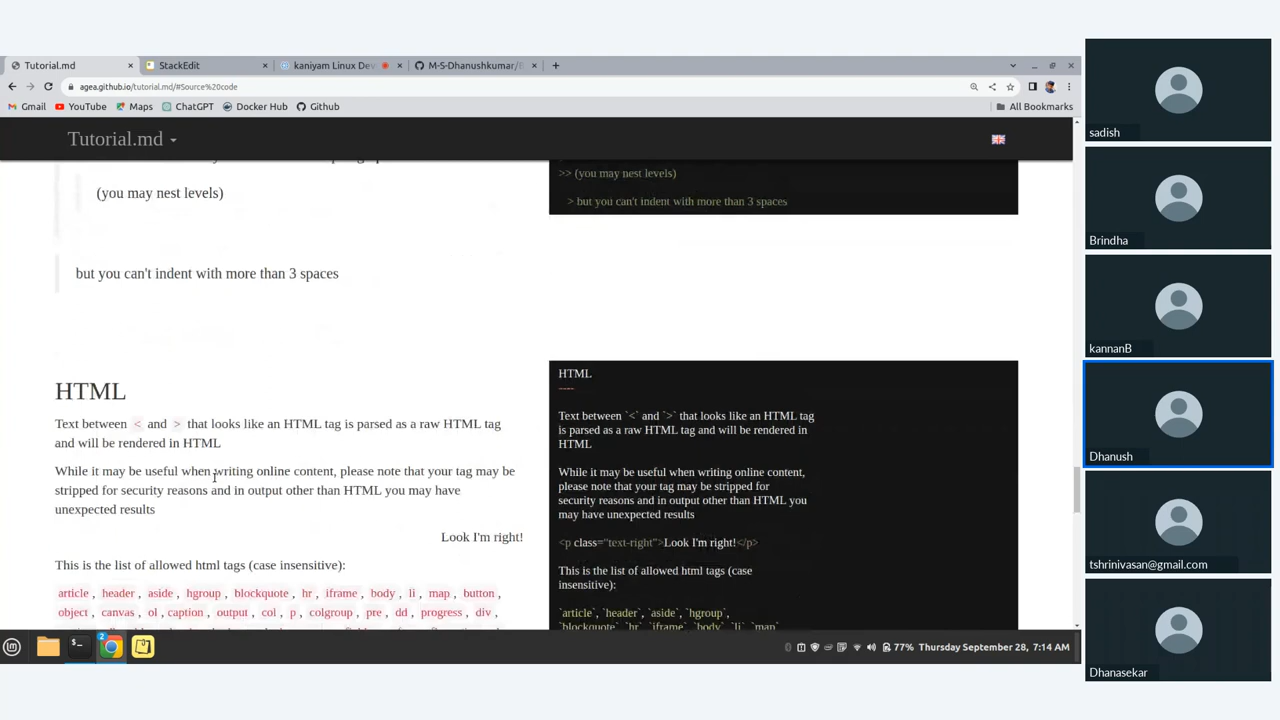 Tutorial.md
StackEdit
kaniyam Linux Dev
M-S-Dhanushkumar/
agea.github.io/tutorial.md/#Source%20code
Gmail
YouTube
Maps
ChatGPT
Docker Hub
Github
All Bookmarks
Tutorial.md
(you may nest levels)
but you can't indent with more than 3 spaces
HTML
Text between < and > that looks like an HTML tag is parsed as a raw HTML tag
and will be rendered in HTML
While it may be useful when writing online content, please note that your tag may be
stripped for security reasons and in output other than HTML you may have
unexpected results
Look I'm right!
This is the list of allowed html tags (case insensitive):
article , header , aside , hgroup , blockquote , hr , iframe , body , li , map , button ,
object , canvas , ol , caption , output , col , p , colgroup , pre , dd , progress , div ,
>> (you may nest levels)
> but you can't indent with more than 3 spaces
HTML
----
Text between `<` and `>` that looks like an HTML tag
is parsed as a raw HTML tag and will be rendered in
HTML
While it may be useful when writing online content,
please note that your tag may be stripped for
security reasons and in output other than HTML you
may have unexpected results
<p class="text-right">Look I'm right!</p>
This is the list of allowed html tags (case
insensitive):
`article`, `header`, `aside`, `hgroup`,
`blockquote`, `hr`, `iframe`, `body`, `li`, `map`,
2
77%
Thursday September 28, 7:14 AM
sadish
Brindha
kannanB
Dhanush
tshrinivasan@gmail.com
Dhanasekar